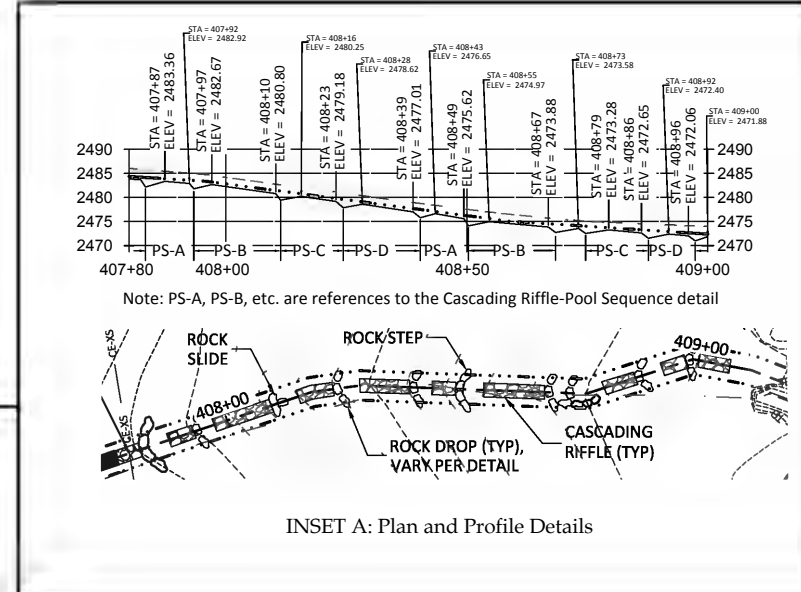 STA = 407+87
ELEV = 2483.36
STA = 407+92
ELEV = 2482.92
STA = 407+97
ELEV = 2482.67
STA = 408+10
ELEV = 2480.80
STA = 408+16
ELEV = 2480.25
STA = 408+23
ELEV = 2479.18
STA = 408+28
ELEV = 2478.62
STA = 408+39
ELEV = 2477.01
STA = 408+43
ELEV = 2476.65
STA = 408+49
ELEV = 2475.62
STA = 408+55
ELEV = 2474.97
STA = 408+67
ELEV = 2473.88
STA = 408+73
ELEV = 2473.58
STA = 408+79
ELEV = 2473.28
STA = 408+86
ELEV = 2472.65
STA = 408+92
ELEV = 2472.40
STA = 408+96
ELEV = 2472.06
STA = 409+00
ELEV = 2471.88
2490 2490
2485 2485
2480 2480
2475 2475
2470 2470
PS-A PS-B PS-C PS-D PS-A PS-B PS-C PS-D
407+80 408+00 408+50 409+00
Note: PS-A, PS-B, etc. are references to the Cascading Riffle-Pool Sequence detail
CE-XS
ROCK
SLIDE
ROCK STEP
409+00
408+00
CE-XS
ROCK DROP (TYP),
VARY PER DETAIL
CASCADING
RIFFLE (TYP)
INSET A: Plan and Profile Details